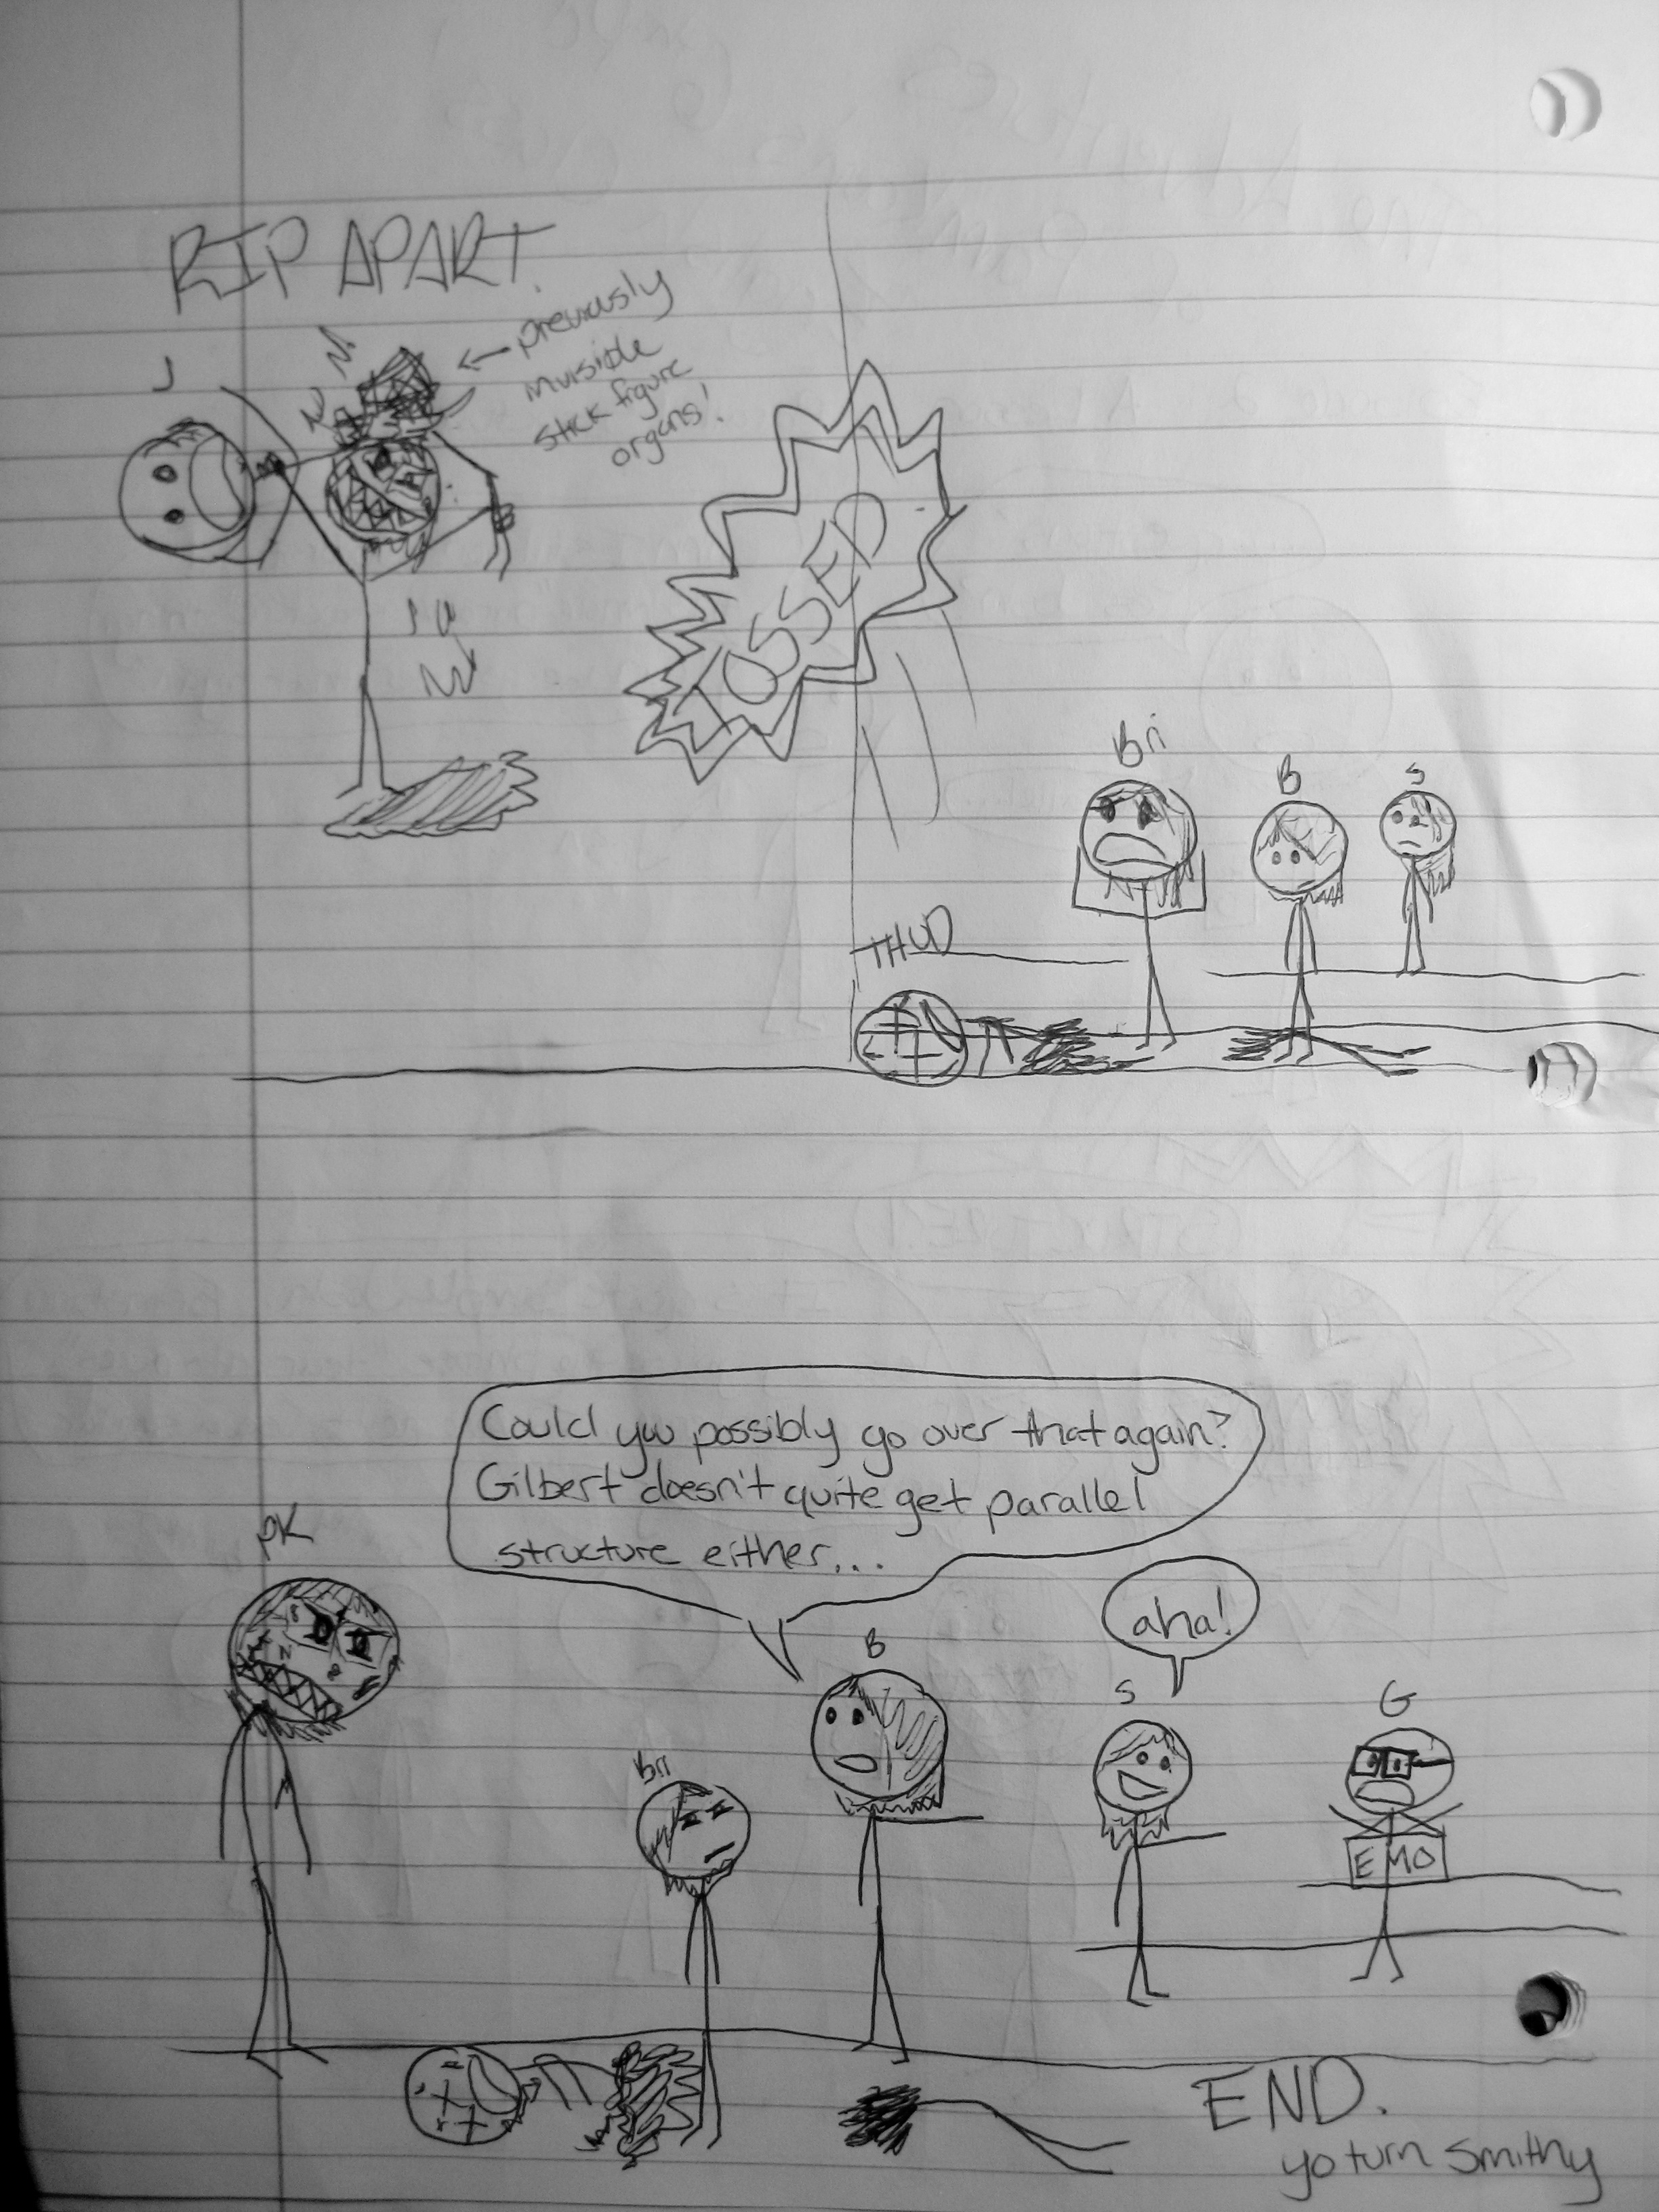 RIP APART.
J
← previously
invisible
stick figure
organs!
TOSSED
Bri
B
S
THUD
Could you possibly go over that again?
Gilbert doesn't quite get parallel
structure either...
PK
aha!
B
S
G
Bri
EMO
END.
yo turn Smithy